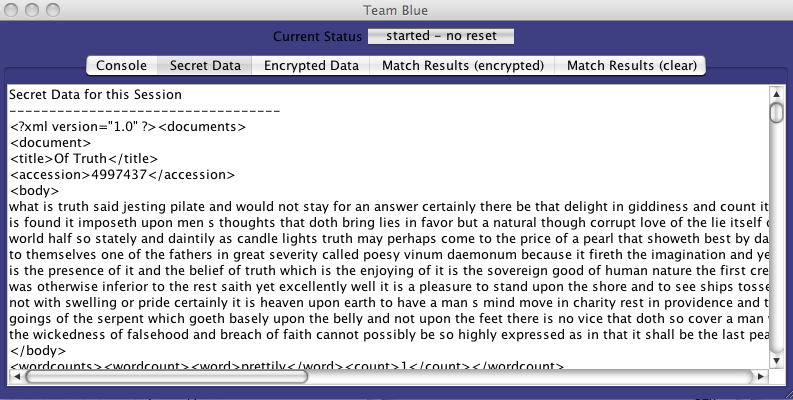 Team Blue
Current Status started - no reset
Console Secret Data Encrypted Data Match Results (encrypted) Match Results (clear)
Secret Data for this Session
----------------------------------
<?xml version="1.0" ?><documents>
<document>
<title>Of Truth</title>
<accession>4997437</accession>
<body>
what is truth said jesting pilate and would not stay for an answer certainly there be that delight in giddiness and count it
is found it imposeth upon men s thoughts that doth bring lies in favor but a natural though corrupt love of the lie itself
world half so stately and daintily as candle lights truth may perhaps come to the price of a pearl that showeth best by da
to themselves one of the fathers in great severity called poesy vinum daemonum because it fireth the imagination and ye
is the presence of it and the belief of truth which is the enjoying of it is the sovereign good of human nature the first cre
was otherwise inferior to the rest saith yet excellently well it is a pleasure to stand upon the shore and to see ships tosse
not with swelling or pride certainly it is heaven upon earth to have a man s mind move in charity rest in providence and t
goings of the serpent which goeth basely upon the belly and not upon the feet there is no vice that doth so cover a man
the wickedness of falsehood and breach of faith cannot possibly be so highly expressed as in that it shall be the last pea
</body>
<wordcounts><wordcount><word>prettily</word><count>1</count></wordcount>